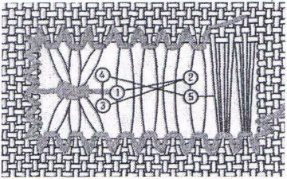 ④ ②
①
③ ⑤